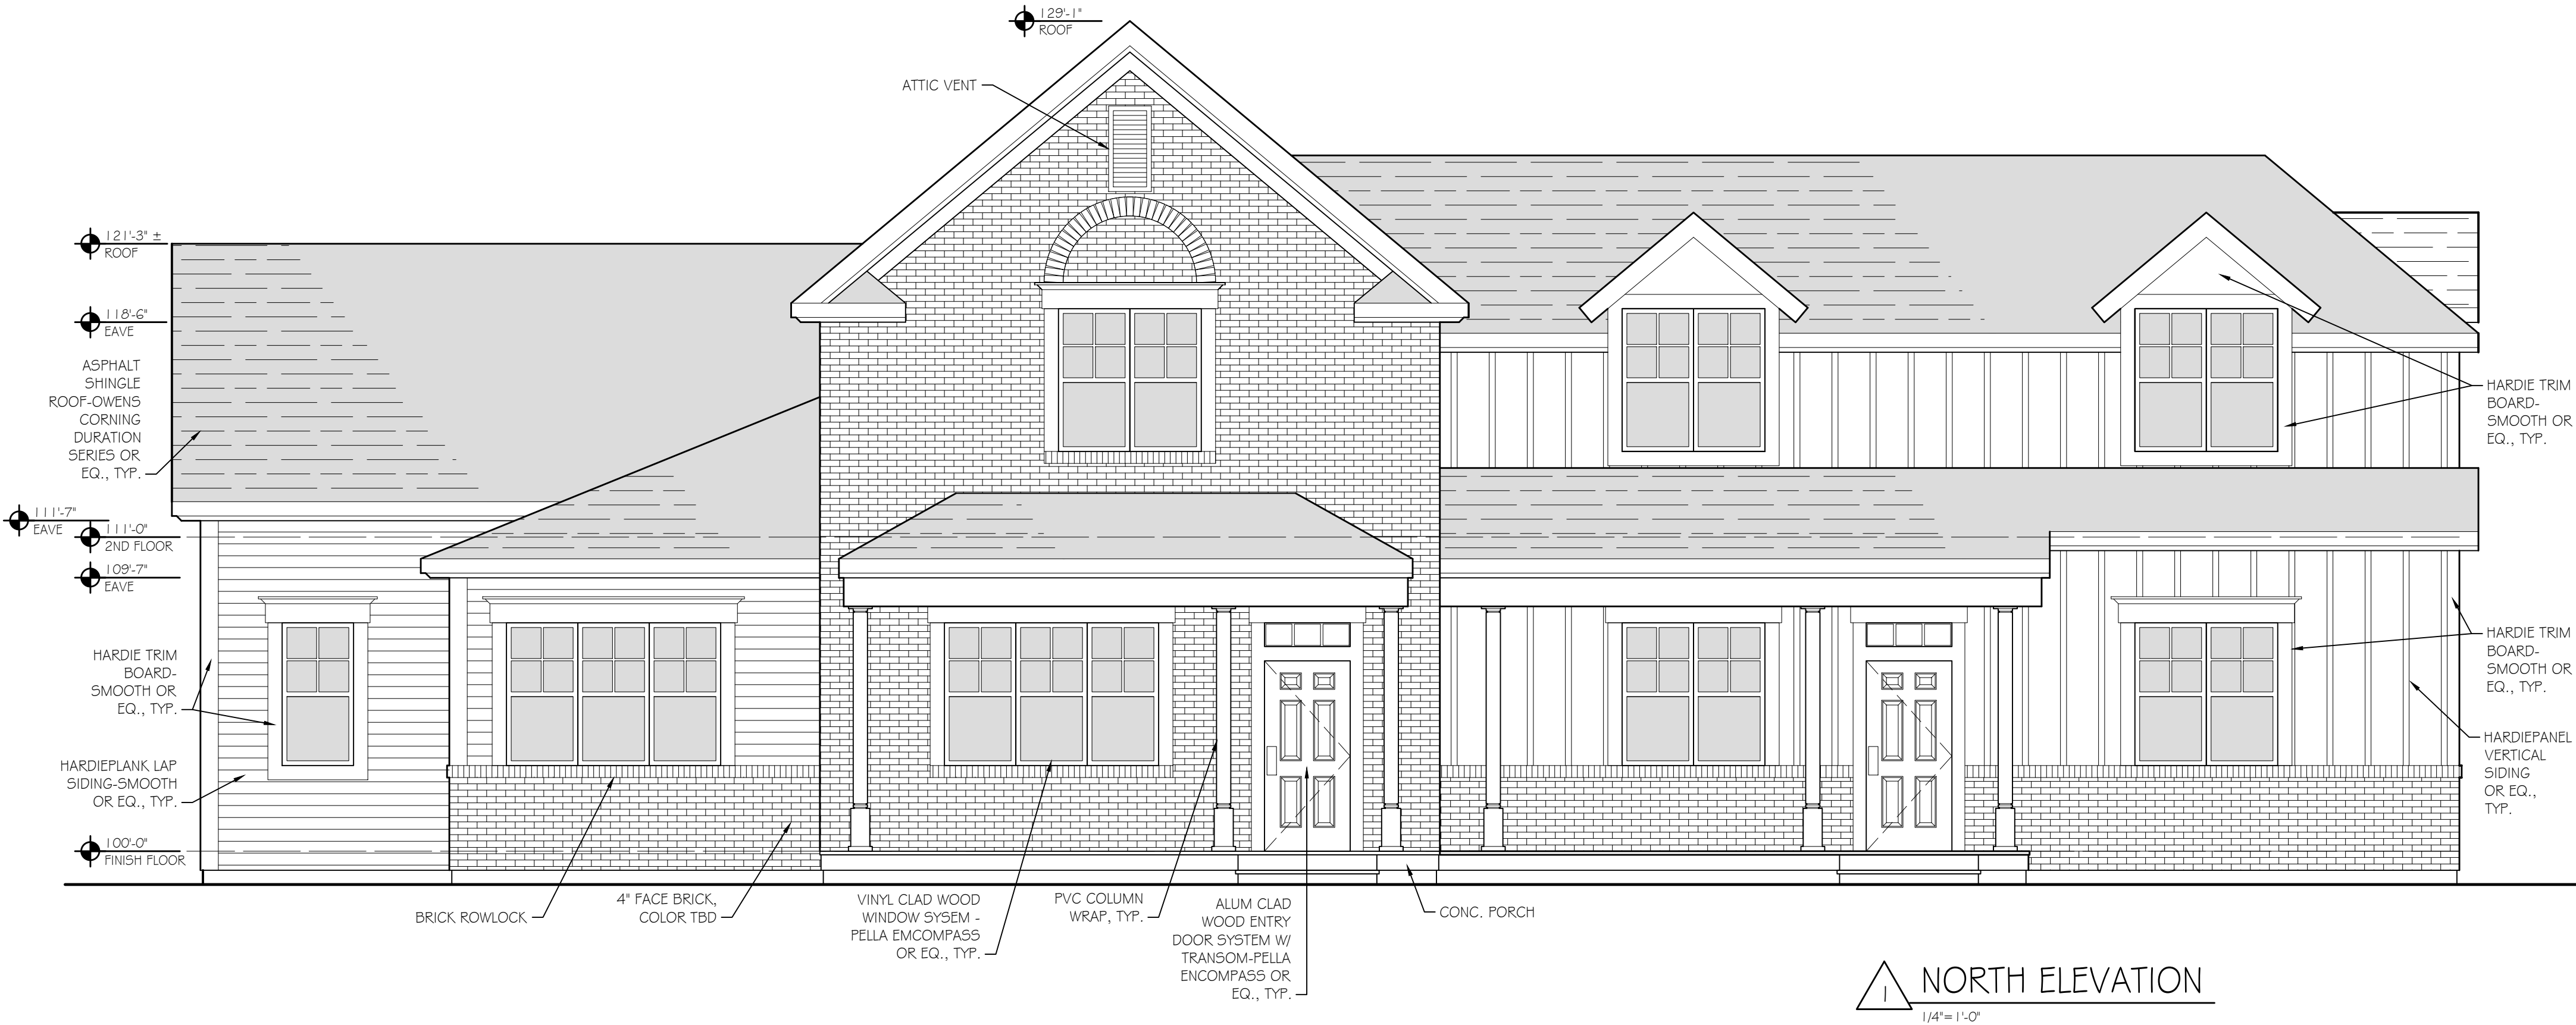 129'-1"
ROOF
ATTIC VENT
121'-3" ±
ROOF
118'-6"
EAVE
ASPHALT
SHINGLE
ROOF-OWENS
CORNING
DURATION
SERIES OR
EQ., TYP.
111'-7"
EAVE
111'-0"
2ND FLOOR
109'-7"
EAVE
HARDIE TRIM
BOARD-
SMOOTH OR
EQ., TYP.
HARDIEPLANK LAP
SIDING-SMOOTH
OR EQ., TYP.
100'-0"
FINISH FLOOR
HARDIE TRIM
BOARD-
SMOOTH OR
EQ., TYP.
HARDIE TRIM
BOARD-
SMOOTH OR
EQ., TYP.
HARDIEPANEL
VERTICAL
SIDING
OR EQ.,
TYP.
BRICK ROWLOCK
4" FACE BRICK,
COLOR TBD
VINYL CLAD WOOD
WINDOW SYSEM -
PELLA EMCOMPASS
OR EQ., TYP.
PVC COLUMN
WRAP, TYP.
ALUM CLAD
WOOD ENTRY
DOOR SYSTEM W/
TRANSOM-PELLA
ENCOMPASS OR
EQ., TYP.
CONC. PORCH
1
NORTH ELEVATION
1/4"=1'-0"